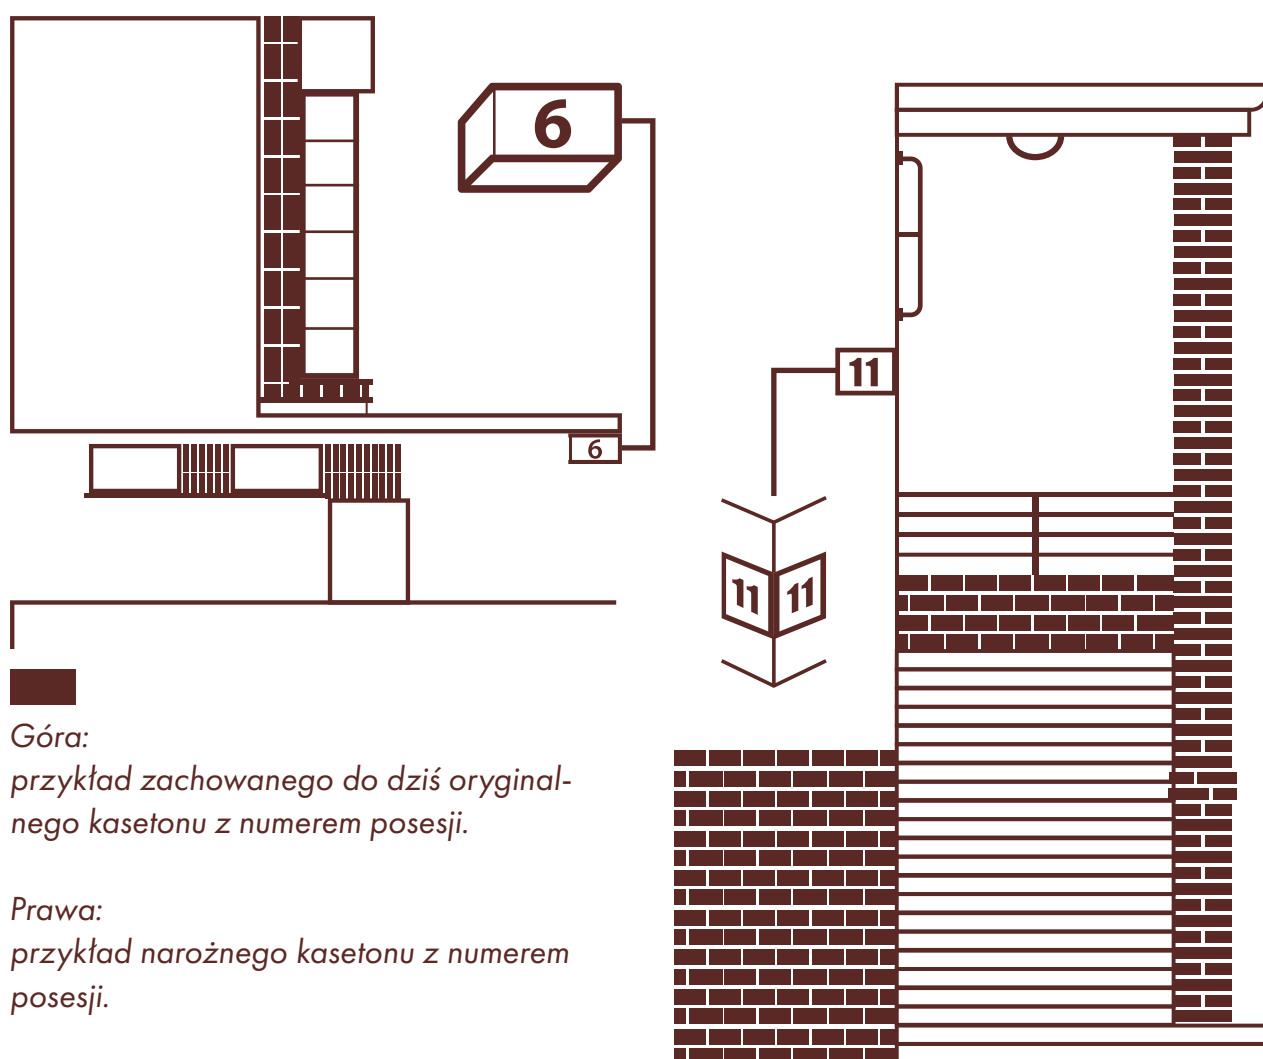 6
6
11
11 11
Góra:
przykład zachowanego do dziś oryginal-
nego kasetonu z numerem posesji.
Prawa:
przykład narożnego kasetonu z numerem
posesji.